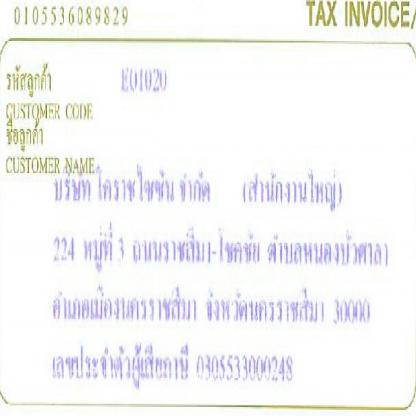 0105536089829 TAX INVOICE/
รหัสลูกค้า E01020
CUSTOMER CODE
ชื่อลูกค้า
CUSTOMER NAME
บริษัท โคราชไซซัน จำกัด (สำนักงานใหญ่)
224 หมู่ที่ 3 ถนนราชสีมา-โชคชัย ตำบลหนองบัวศาลา
อำเภอเมืองนครราชสีมา จังหวัดนครราชสีมา 30000
เลขประจำตัวผู้เสียภาษี 0305533000248